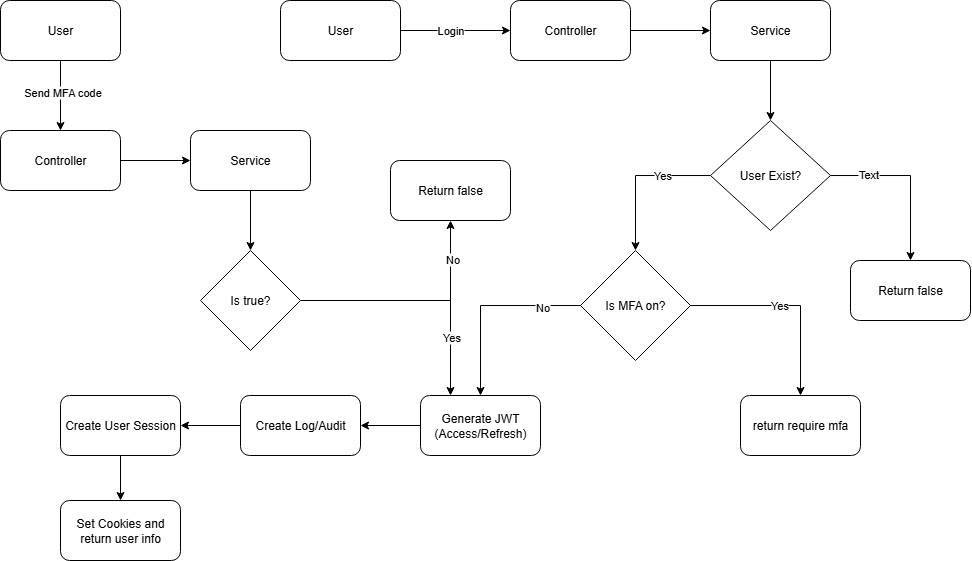 User
User
Login
Controller
Service
Send MFA code
Controller
Service
Return false
User Exist?
Yes
Text
No
Is true?
Is MFA on?
Return false
Yes
No
Yes
Create User Session
Create Log/Audit
Generate JWT
(Access/Refresh)
return require mfa
Set Cookies and
return user info